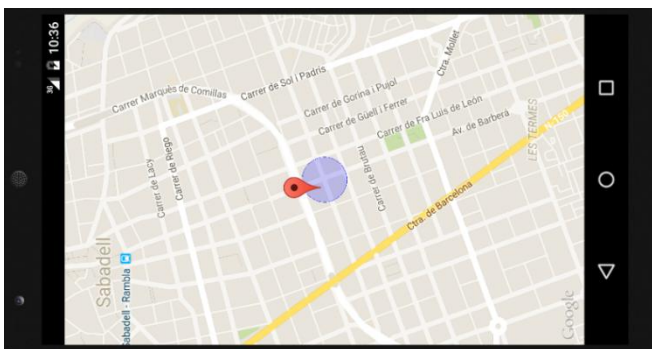 3G 10:36
Carrer Marquès de Comillas
Carrer de Sol i Padrís
Ctra. Mollet
Carrer de Gorina i Pujol
Carrer de Güell i Ferrer
Carrer de Fra Luis de León
Av. de Barberà
LES TERMES
Carrer de Lacy
Carrer de Riego
Carrer de Brutau
Ctra. de Barcelona
Sabadell
Sabadell - Rambla
Google